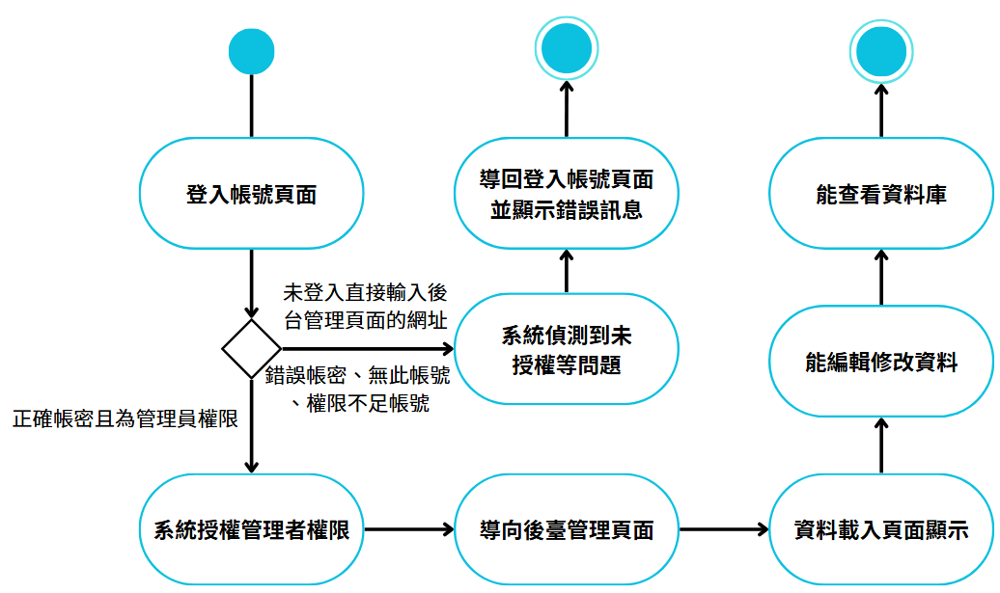 登入帳號頁面
導回登入帳號頁面
並顯示錯誤訊息
能查看資料庫
未登入直接輸入後
台管理頁面的網址
系統偵測到未
授權等問題
能編輯修改資料
錯誤帳密、無此帳號
、權限不足帳號
正確帳密且為管理員權限
系統授權管理者權限
導向後臺管理頁面
資料載入頁面顯示